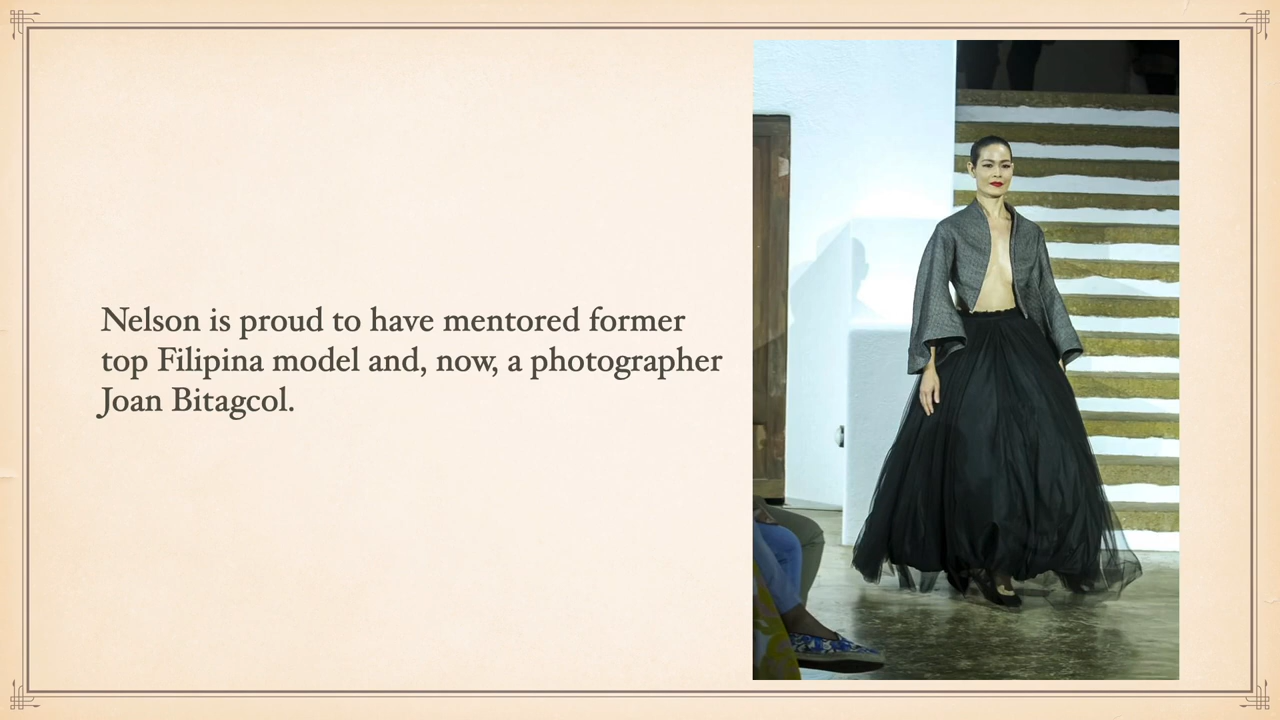 Nelson is proud to have mentored former
top Filipina model and, now, a photographer
Joan Bitagcol.